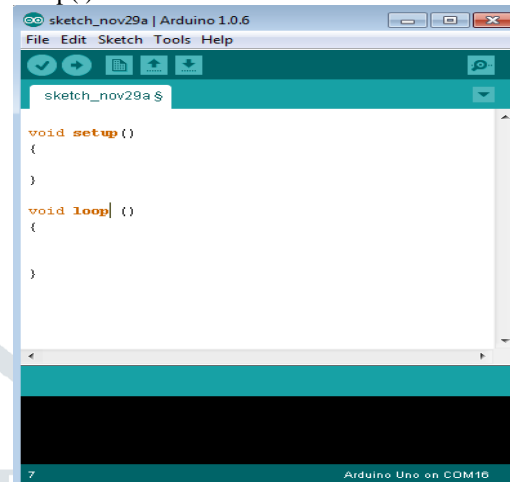 sketch_nov29a | Arduino 1.0.6
File Edit Sketch Tools Help
sketch_nov29a §
void setup()
{
}
void loop ()
{
}
7 Arduino Uno on COM16